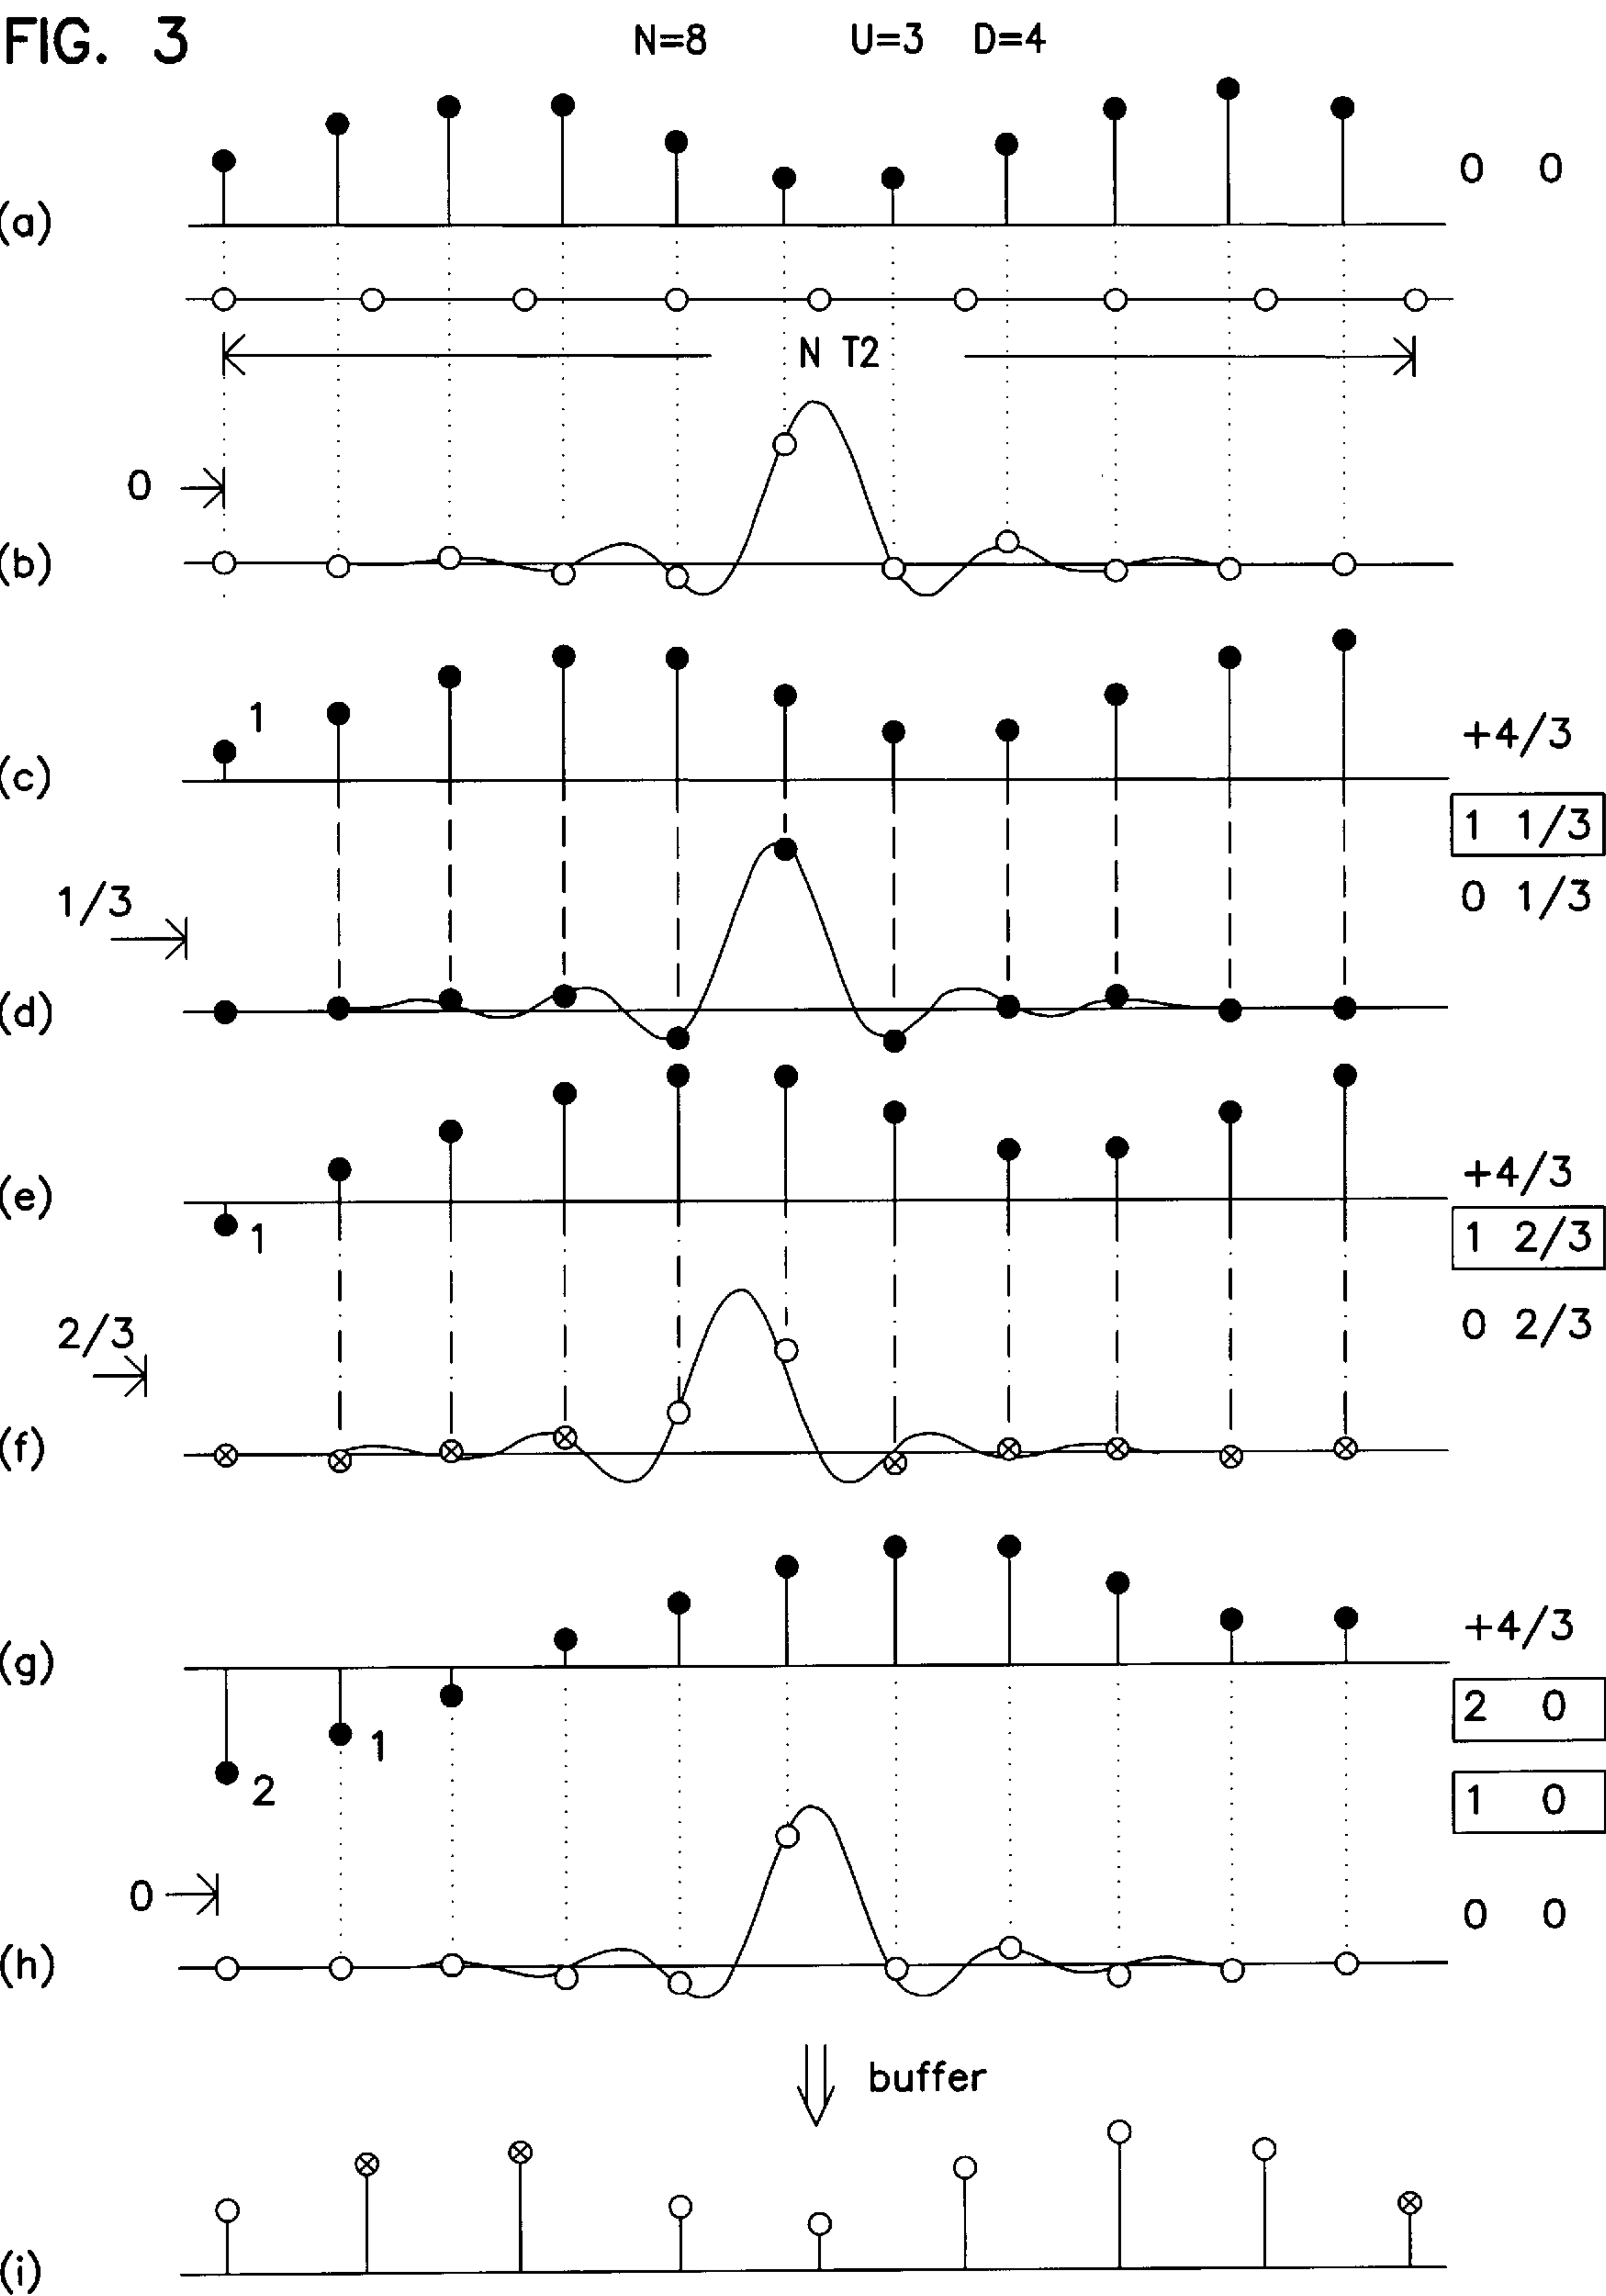 FIG. 3 N=8 U=3 D=4
0 0
(a)
N T2
0
(b)
1
+4/3
(c)
1 1/3
1/3
0 1/3
(d)
+4/3
(e)
1
1 2/3
2/3
0 2/3
(f)
+4/3
(g)
2 0
1
2
1 0
0
0 0
(h)
buffer
(i)